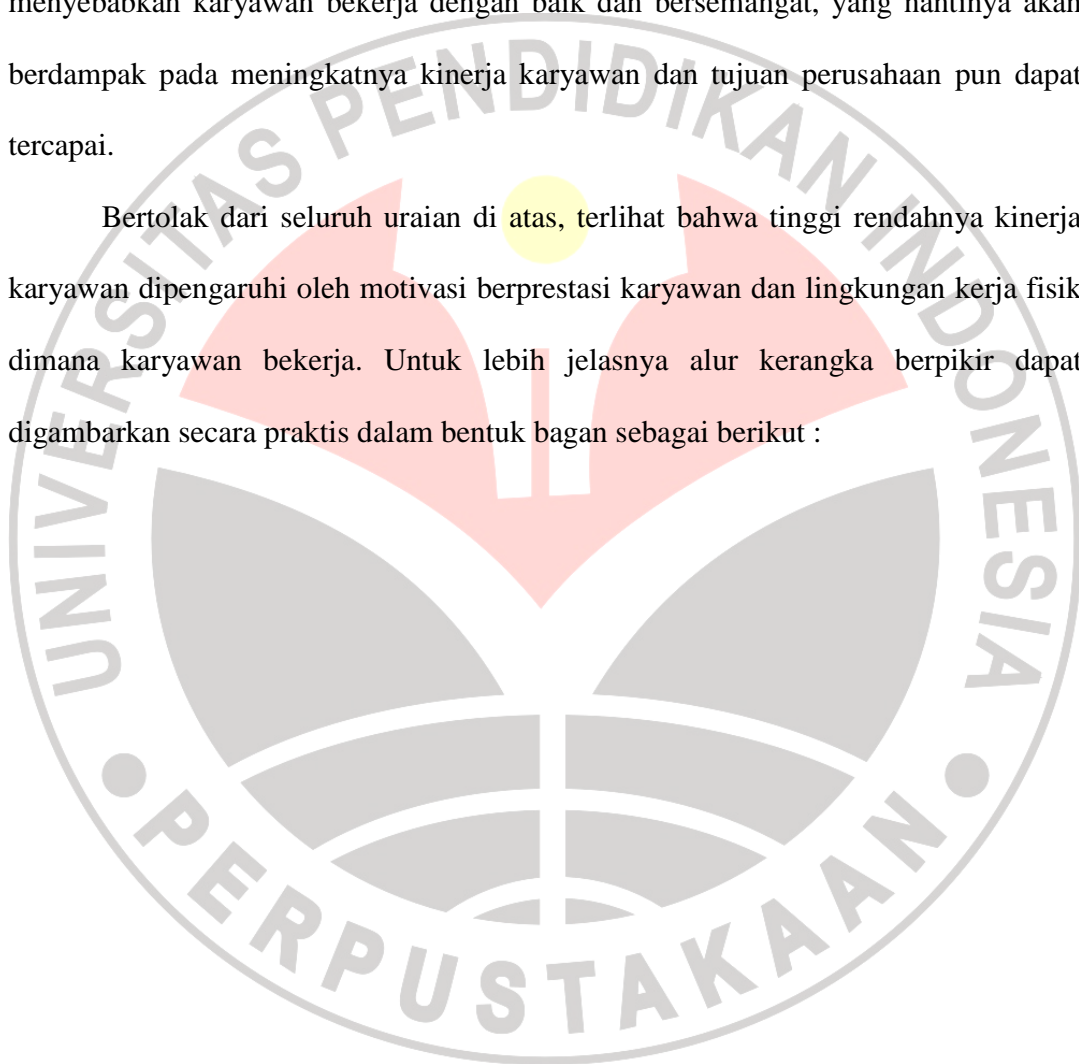 menyebabkan karyawan bekerja dengan baik dan bersemangat, yang nantinya akan
berdampak pada meningkatnya kinerja karyawan dan tujuan perusahaan pun dapat
tercapai.
Bertolak dari seluruh uraian di atas, terlihat bahwa tinggi rendahnya kinerja
karyawan dipengaruhi oleh motivasi berprestasi karyawan dan lingkungan kerja fisik
dimana karyawan bekerja. Untuk lebih jelasnya alur kerangka berpikir dapat
digambarkan secara praktis dalam bentuk bagan sebagai berikut :
UNIVERSITAS PENDIDIKAN INDONESIA
PERPUSTAKAAN